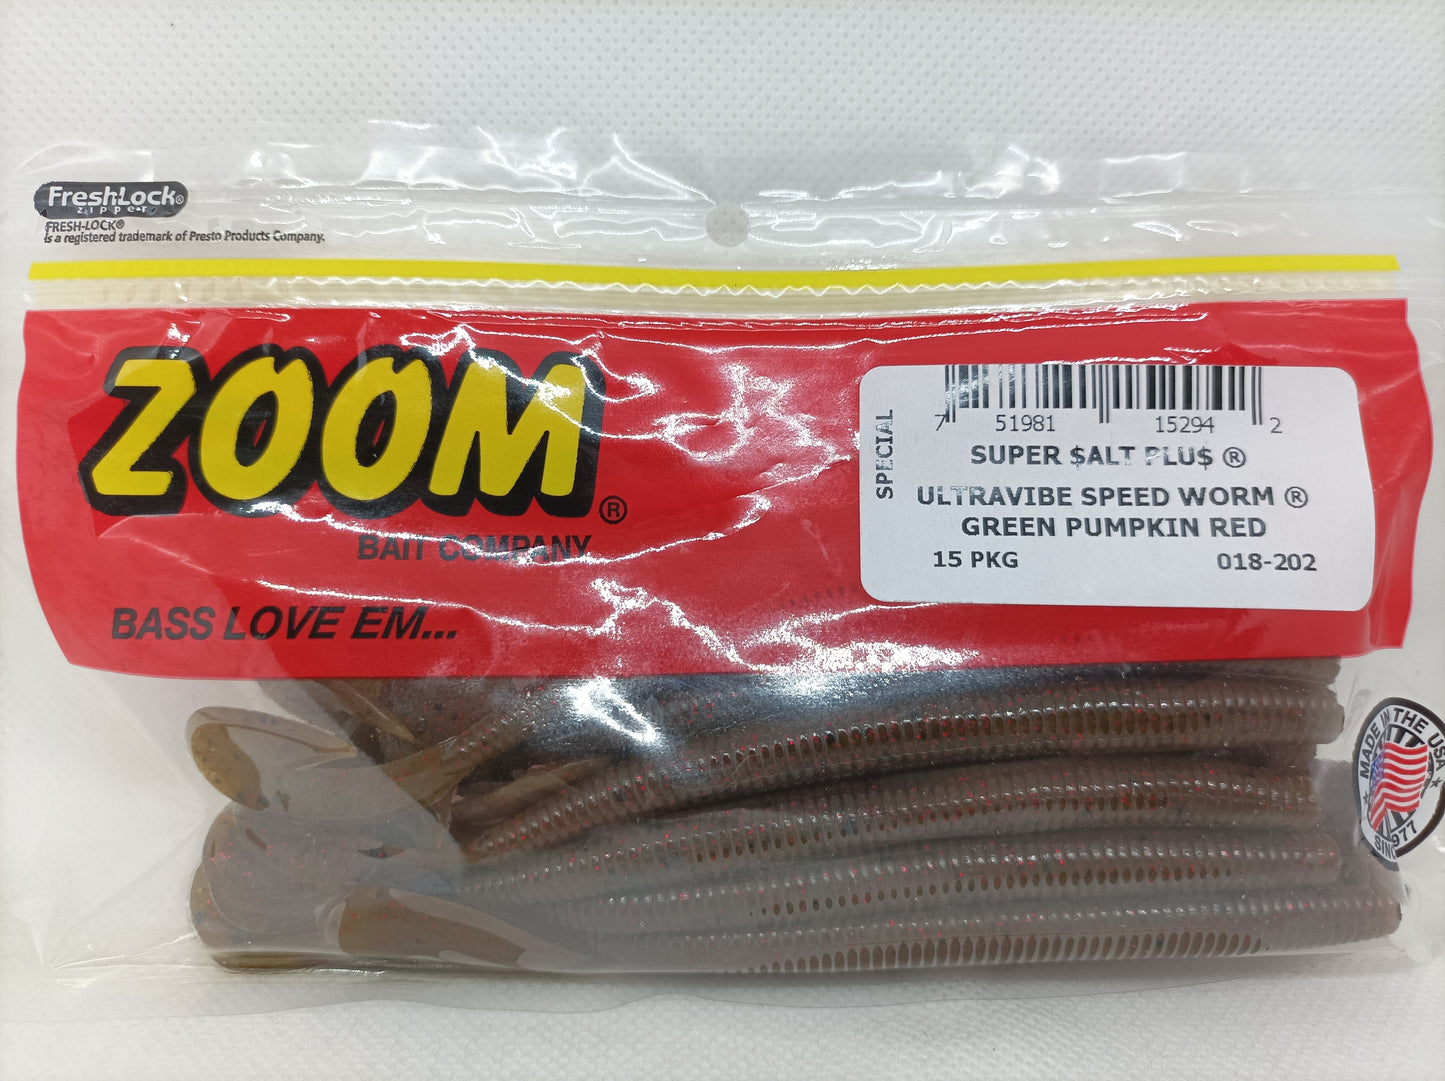 FreshLock®
zipper
FRESH-LOCK®
is a registered trademark of Presto Products Company.
ZOOM®
BAIT COMPANY
BASS LOVE EM...
SPECIAL
7 51981 15294 2
SUPER $ALT PLU$ ®
ULTRAVIBE SPEED WORM ®
GREEN PUMPKIN RED
15 PKG 018-202
MADE IN THE USA
SINC 977